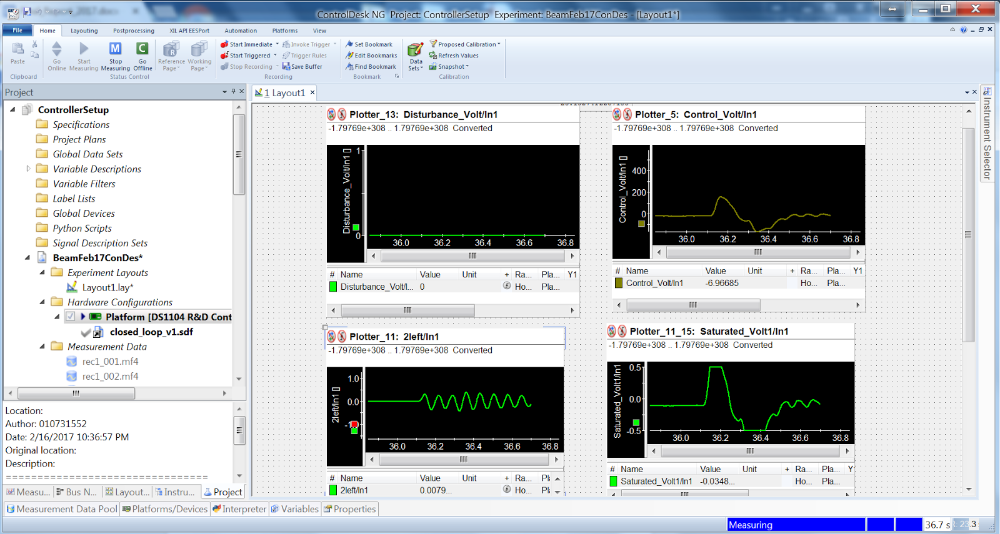 ControlDesk NG Project: ControllerSetup Experiment: BeamFeb17ConDes - [Layout1*]
File Home Layouting Postprocessing XIL API EESPort Automation Platforms View
Paste
Clipboard
Go Online
Start Measuring
M
Stop Measuring
C
Go Offline
Status Control
Reference Page
Working Page
Start Immediate Invoke Trigger
Start Triggered Trigger Rules
Stop Recording Save Buffer
Recording
Set Bookmark
Edit Bookmarks
Find Bookmark
Bookmark
Data Sets
Proposed Calibration
Refresh Values
Snapshot
Calibration
Project
ControllerSetup
Specifications
Project Plans
Global Data Sets
Variable Descriptions
Variable Filters
Label Lists
Global Devices
Python Scripts
Signal Description Sets
BeamFeb17ConDes*
Experiment Layouts
Layout1.lay*
Hardware Configurations
Platform [DS1104 R&D Cont
closed_loop_v1.sdf
Measurement Data
rec1_001.mf4
rec1_002.mf4
Location:
Author: 010731552
Date: 2/16/2017 10:36:57 PM
Original location:
Description:
================================
Measu... Bus N... Layout... Instru... Project
1 Layout1
Plotter_13: Disturbance_Volt/In1
-1.79769e+308 .. 1.79769e+308 Converted
Disturbance_Volt/In1 []
1
0
36.0 36.2 36.4 36.6 36.8
# Name Value Unit + Ra... Pla... Y1
Disturbance_Volt/I... 0 Ho... Pla...
Plotter_5: Control_Volt/In1
-1.79769e+308 .. 1.79769e+308 Converted
Control_Volt/In1 []
400
200
0
36.0 36.2 36.4 36.6 36.8
# Name Value Unit + Ra... Pla... Y1
Control_Volt/In1 -6.96685 Ho... Pla...
Plotter_11: 2left/In1
-1.79769e+308 .. 1.79769e+308 Converted
2left/In1 []
1.0
0.0
36.0 36.2 36.4 36.6 36.8
# Name Value Unit + Ra... Pla
2left/In1 0.0079... Ho... Pla...
Plotter_11_15: Saturated_Volt1/In1
-1.79769e+308 .. 1.79769e+308 Converted
Saturated_Volt1/In1
0.5
0.0
-0.5
36.0 36.2 36.4 36.6 36.8
# Name Value Unit + Ra... Pla... Y
Saturated_Volt1/In1 -0.0348... Ho... Pla...
Instrument Selector
Measurement Data Pool Platforms/Devices Interpreter Variables Properties
Measuring 36.7 s